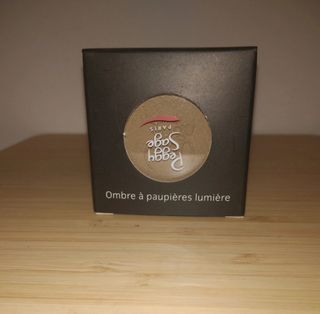 Peggy
Sage
PARIS
Ombre à paupières lumière